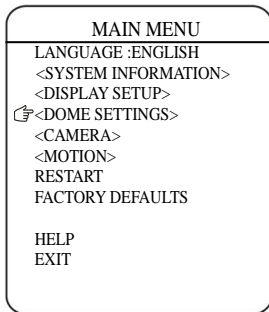 MAIN MENU
LANGUAGE :ENGLISH
<SYSTEM INFORMATION>
<DISPLAY SETUP>
<DOME SETTINGS>
<CAMERA>
<MOTION>
RESTART
FACTORY DEFAULTS
HELP
EXIT